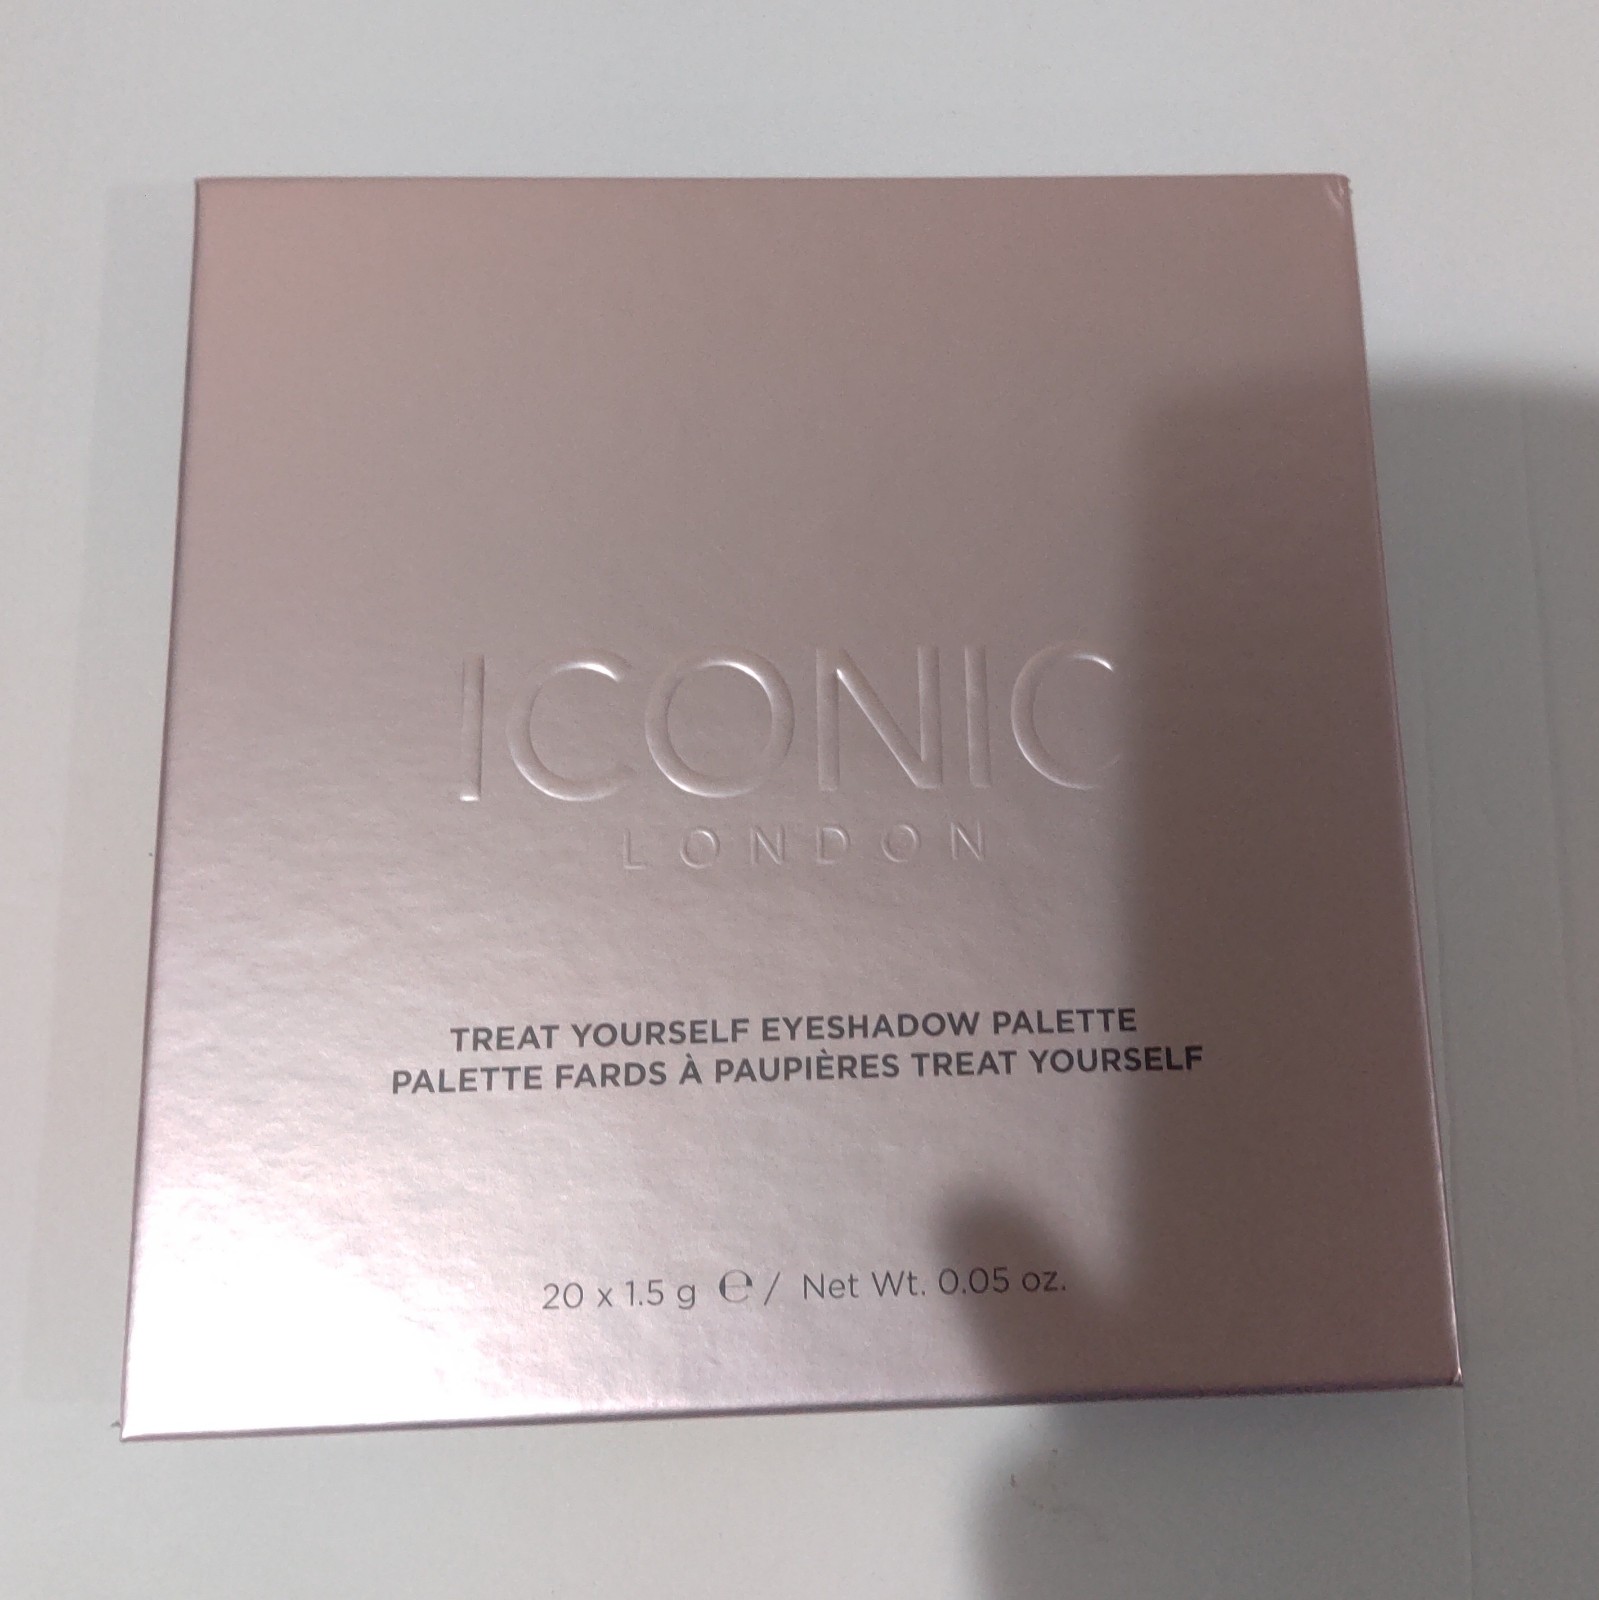 ICONIC
LONDON
TREAT YOURSELF EYESHADOW PALETTE
PALETTE FARDS À PAUPIÈRES TREAT YOURSELF
20 x 1.5 g ℮ / Net Wt. 0.05 oz.